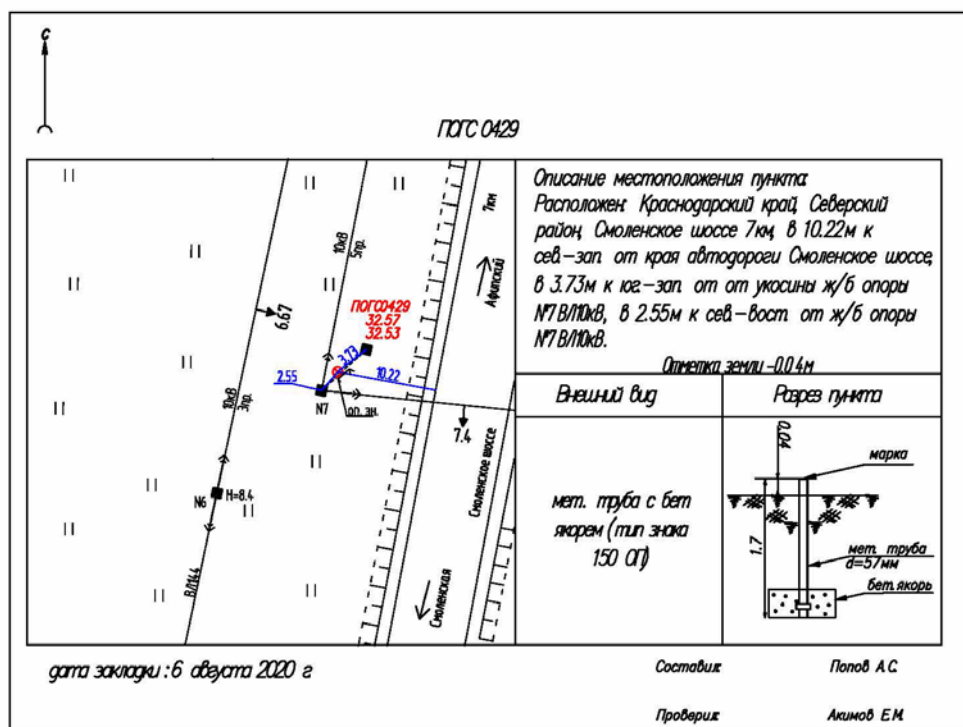 С
ПОГС 0429
10кВ
5пр.
7км
Афипский
6.67
ПОГС0429
32.57
32.53
3.73
2.55
10.22
N7
оп. зн.
7.4
10кВ
3пр.
N6
H=8.4
ВЛ144
Смоленское шоссе
Смоленская
Описание местоположения пункта:
Расположен: Краснодарский край, Северский
район, Смоленское шоссе 7км, в 10.22м к
сев.-зап. от края автодороги Смоленское шоссе,
в 3.73м к юг.-зап. от от укосины ж/б опоры
N°7 ВЛ10кВ, в 2.55м к сев.-вост. от ж/б опоры
N°7 ВЛ10кВ.
Отметка земли -0.04м
Внешний вид
Разрез пункта
мет. труба с бет.
якорем (тип знака
150 ОП)
0.04
марка
1.7
мет. труба
d=57мм
бет. якорь
дата закладки : 6 августа 2020 г
Составил:
Попов А.С.
Проверил:
Акимов Е.М.